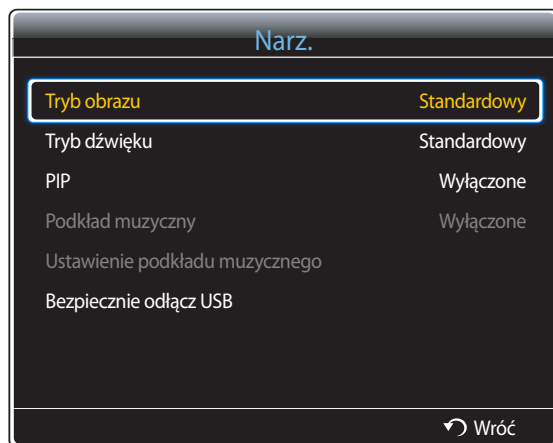 Narz.
Tryb obrazu Standardowy
Tryb dźwięku Standardowy
PIP Wyłączone
Podkład muzyczny Wyłączone
Ustawienie podkładu muzycznego
Bezpiecznie odłącz USB
Wróć